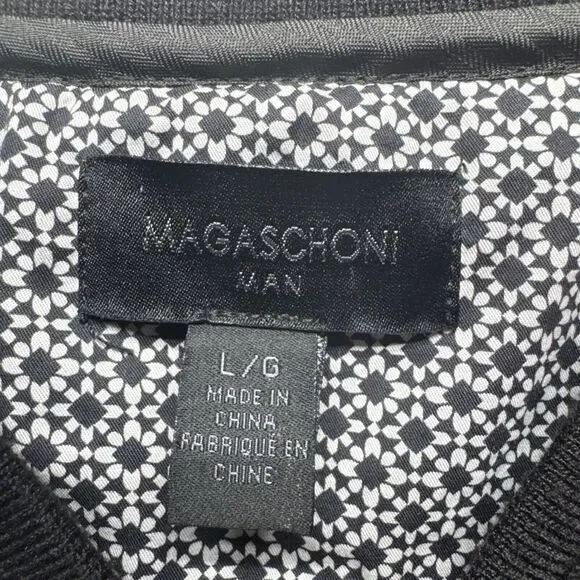 MAGASCHONI
MAN
L/G
MADE IN
CHINA
FABRIQUÉ EN
CHINE